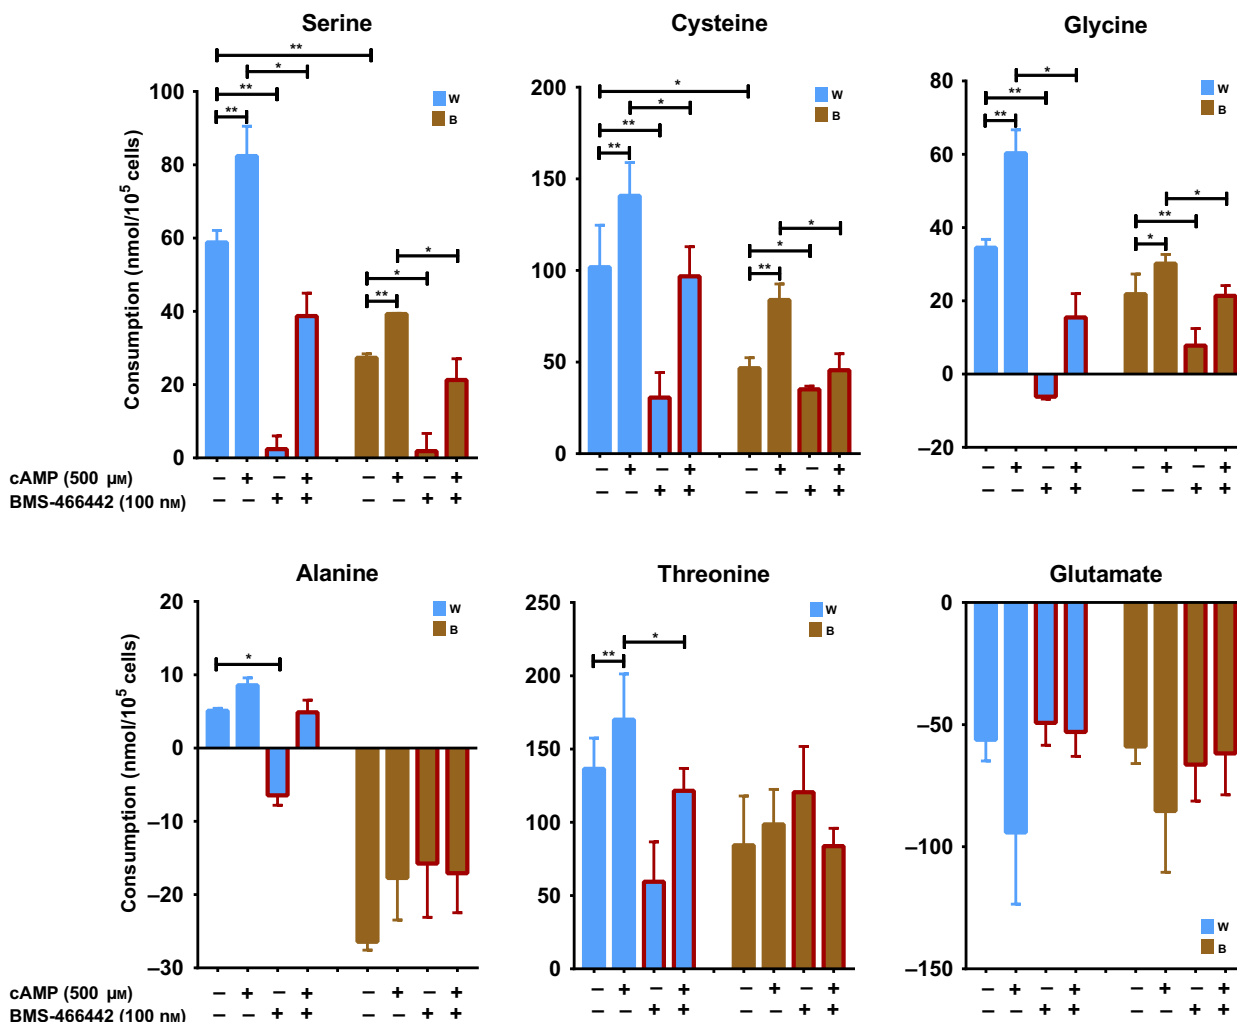 Serine
Cysteine
Glycine
** * ** **
* **
* * ** **
* **
* ** **
* ** *
100
80
60
40
20
0
200
150
100
50
0
80
60
40
20
0
–20
W
B
W
B
W
B
Consumption (nmol/10⁵ cells)
cAMP (500 μM) – + – + – + – + – + – + – + – + – + – + – + – +
BMS-466442 (100 nM) – – + + – – + + – – + + – – + + – – + + – – + +
Alanine
Threonine
Glutamate
*
** *
20
10
0
–10
–20
–30
250
200
150
100
50
0
0
–50
–100
–150
W
B
W
B
W
B
Consumption (nmol/10⁵ cells)
cAMP (500 μM) – + – + – + – + – + – + – + – + – + – + – + – +
BMS-466442 (100 nM) – – + + – – + + – – + + – – + + – – + + – – + +